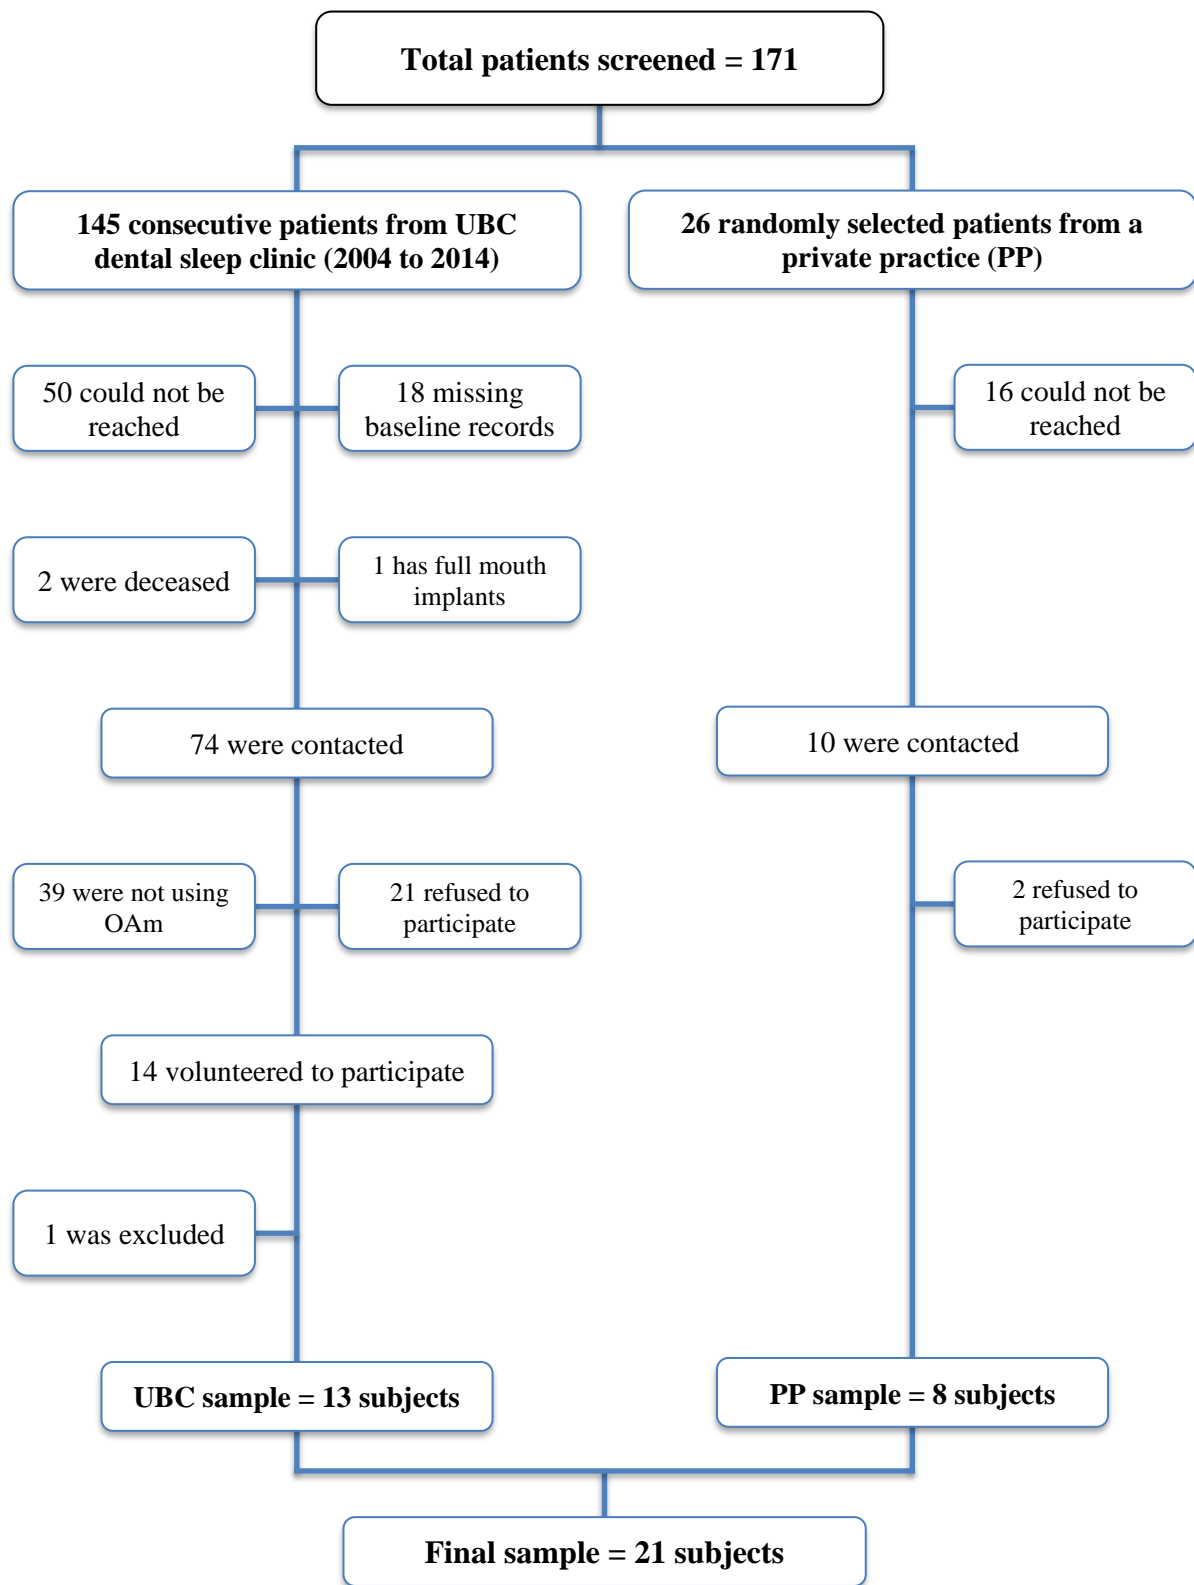 Total patients screened = 171
145 consecutive patients from UBC
dental sleep clinic (2004 to 2014)
26 randomly selected patients from a
private practice (PP)
50 could not be
reached
18 missing
baseline records
16 could not be
reached
2 were deceased
1 has full mouth
implants
74 were contacted
10 were contacted
39 were not using
OAm
21 refused to
participate
2 refused to
participate
14 volunteered to participate
1 was excluded
UBC sample = 13 subjects
PP sample = 8 subjects
Final sample = 21 subjects